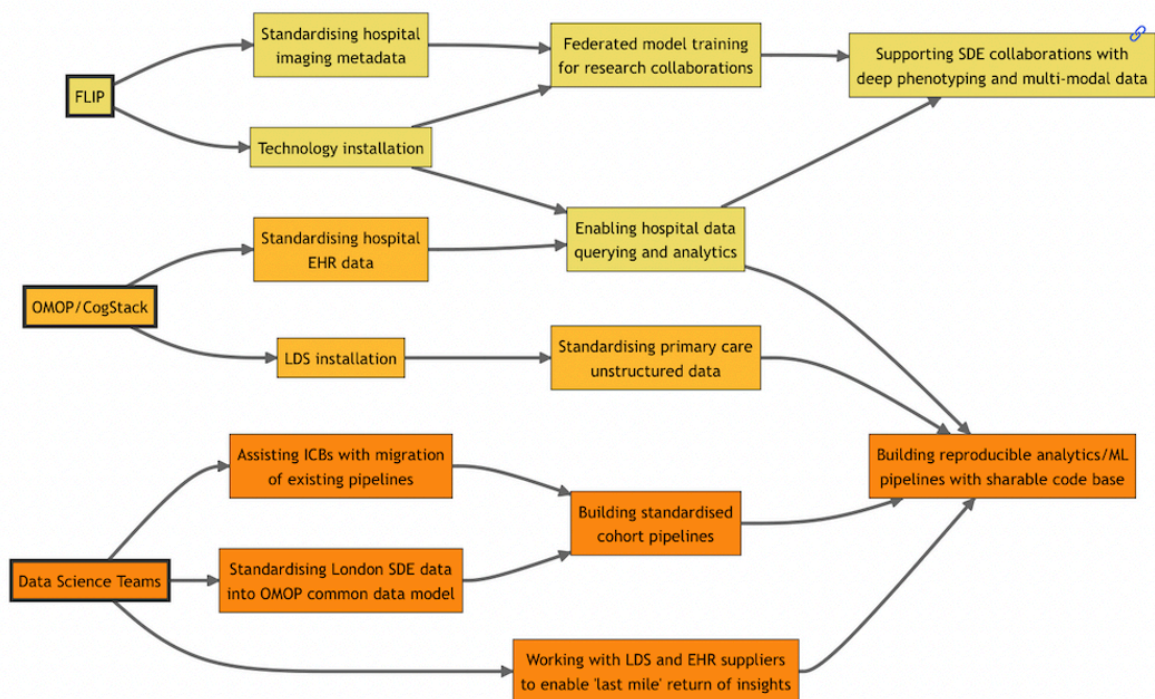 Standardising hospital
imaging metadata
Federated model training
for research collaborations
Supporting SDE collaborations with
deep phenotyping and multi-modal data
FLIP
Technology installation
Standardising hospital
EHR data
Enabling hospital data
querying and analytics
OMOP/CogStack
LDS installation
Standardising primary care
unstructured data
Assisting ICBs with migration
of existing pipelines
Building reproducible analytics/ML
pipelines with sharable code base
Building standardised
cohort pipelines
Data Science Teams
Standardising London SDE data
into OMOP common data model
Working with LDS and EHR suppliers
to enable 'last mile' return of insights